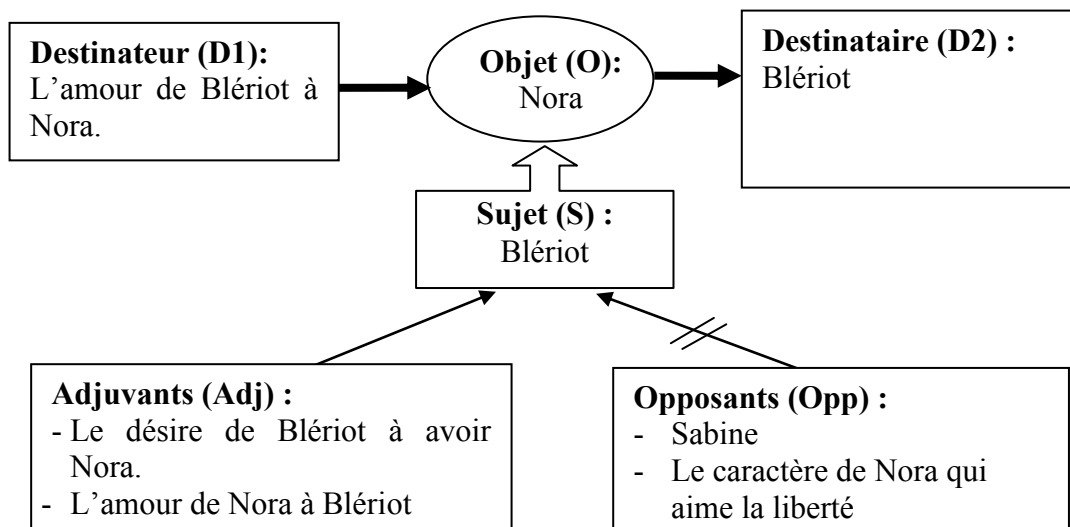 Destinateur (D1):
L’amour de Blériot à
Nora.
Objet (O):
Nora
Destinataire (D2) :
Blériot
Sujet (S) :
Blériot
Adjuvants (Adj) :
- Le désire de Blériot à avoir
Nora.
- L’amour de Nora à Blériot
Opposants (Opp) :
- Sabine
- Le caractère de Nora qui
aime la liberté